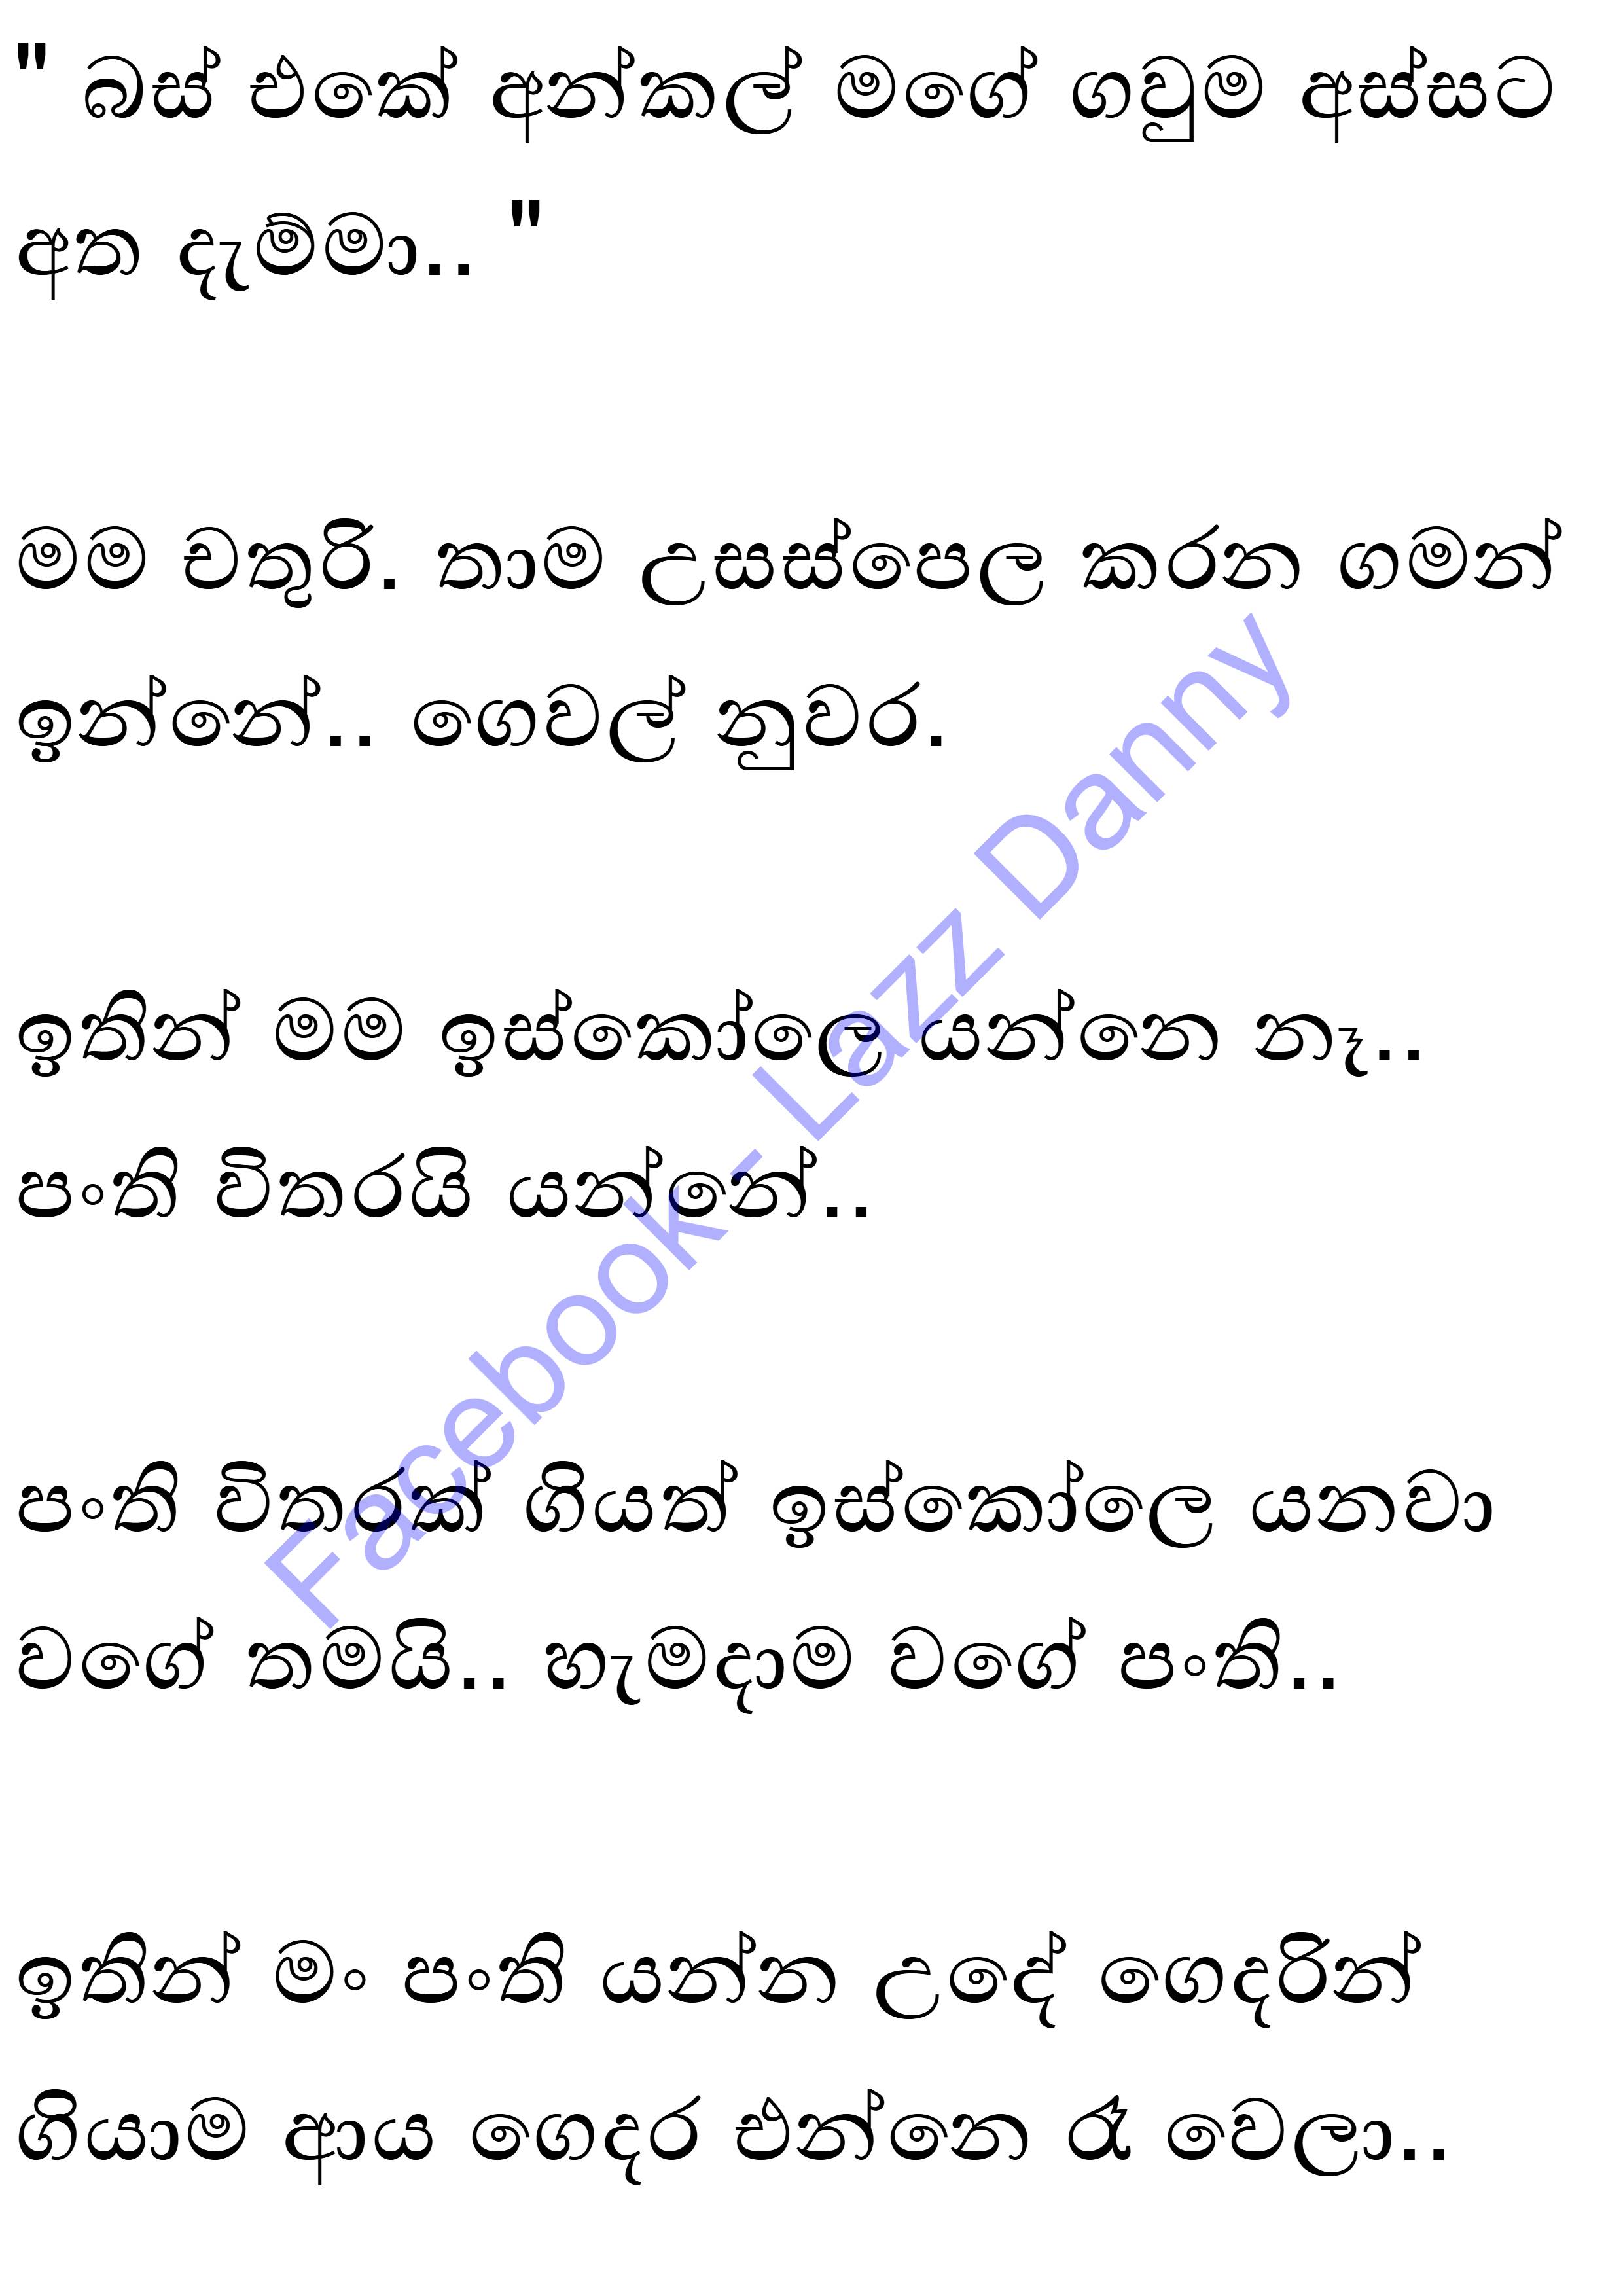 " බස් එකේ අන්කල් මගේ ගවුම අස්සට
අත දැම්මා.. "
මම චතුරි. තාම උසස්පෙල කරන ගමන්
ඉන්නේ.. ගෙවල් නුවර.
ඉතින් මම ඉස්කෝලෙ යන්නෙ නෑ..
පංති විතරයි යන්නේ..
පංති විතරක් ගියත් ඉස්කෝලෙ යනවා
වගේ තමයි.. හැමදාම වගේ පංති..
ඉතින් මං පංති යන්න උදේ ගෙදරින්
ගියාම ආය ගෙදර එන්නෙ රෑ වෙලා..
Facebook - Lazz Danny